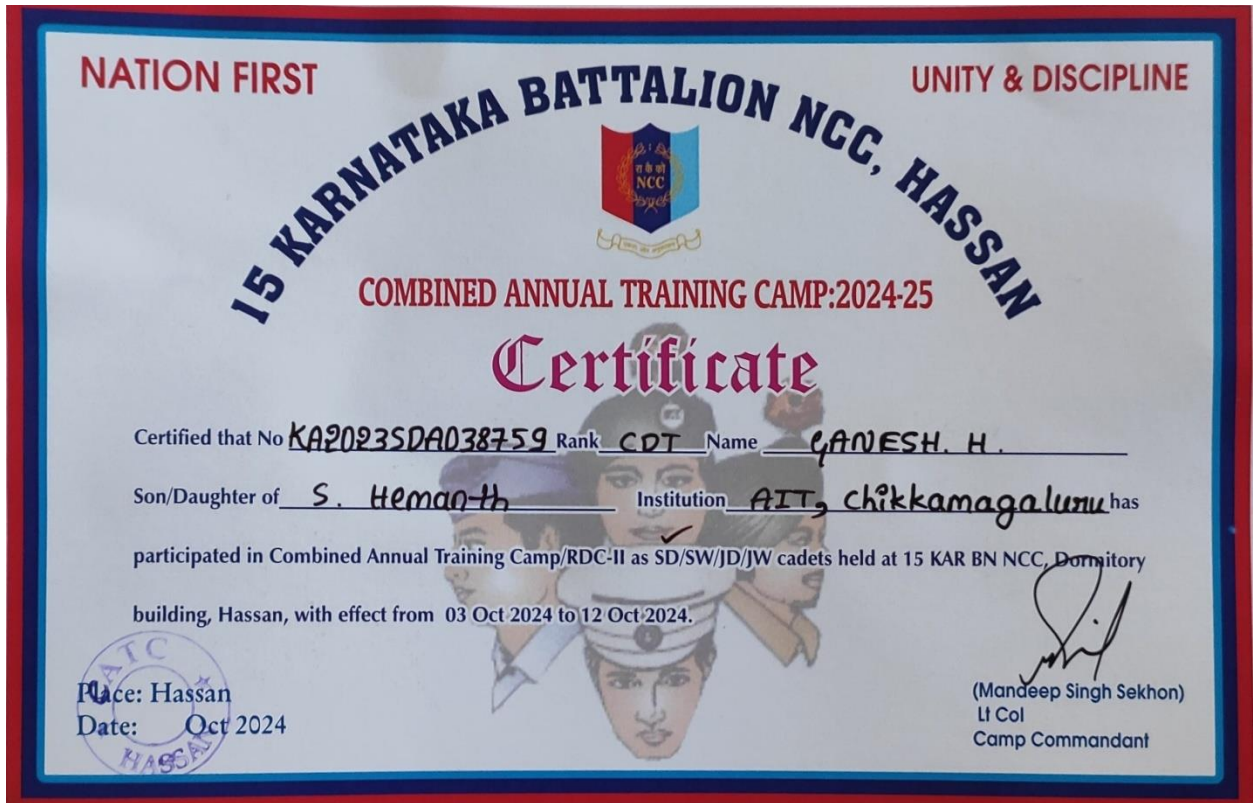 NATION FIRST
UNITY & DISCIPLINE
15 KARNATAKA BATTALION NCC, HASSAN
रा कै को
NCC
COMBINED ANNUAL TRAINING CAMP:2024-25
Certificate
Certified that No KA2023SDA038759 Rank CDT Name GANESH. H.
Son/Daughter of S. Hemanth Institution AIT, Chikkamagaluru has
participated in Combined Annual Training Camp/RDC-II as SD/SW/JD/JW cadets held at 15 KAR BN NCC, Dormitory
building, Hassan, with effect from 03 Oct 2024 to 12 Oct 2024.
CATC
HASSAN
Place: Hassan
Date: Oct 2024
(Mandeep Singh Sekhon)
Lt Col
Camp Commandant